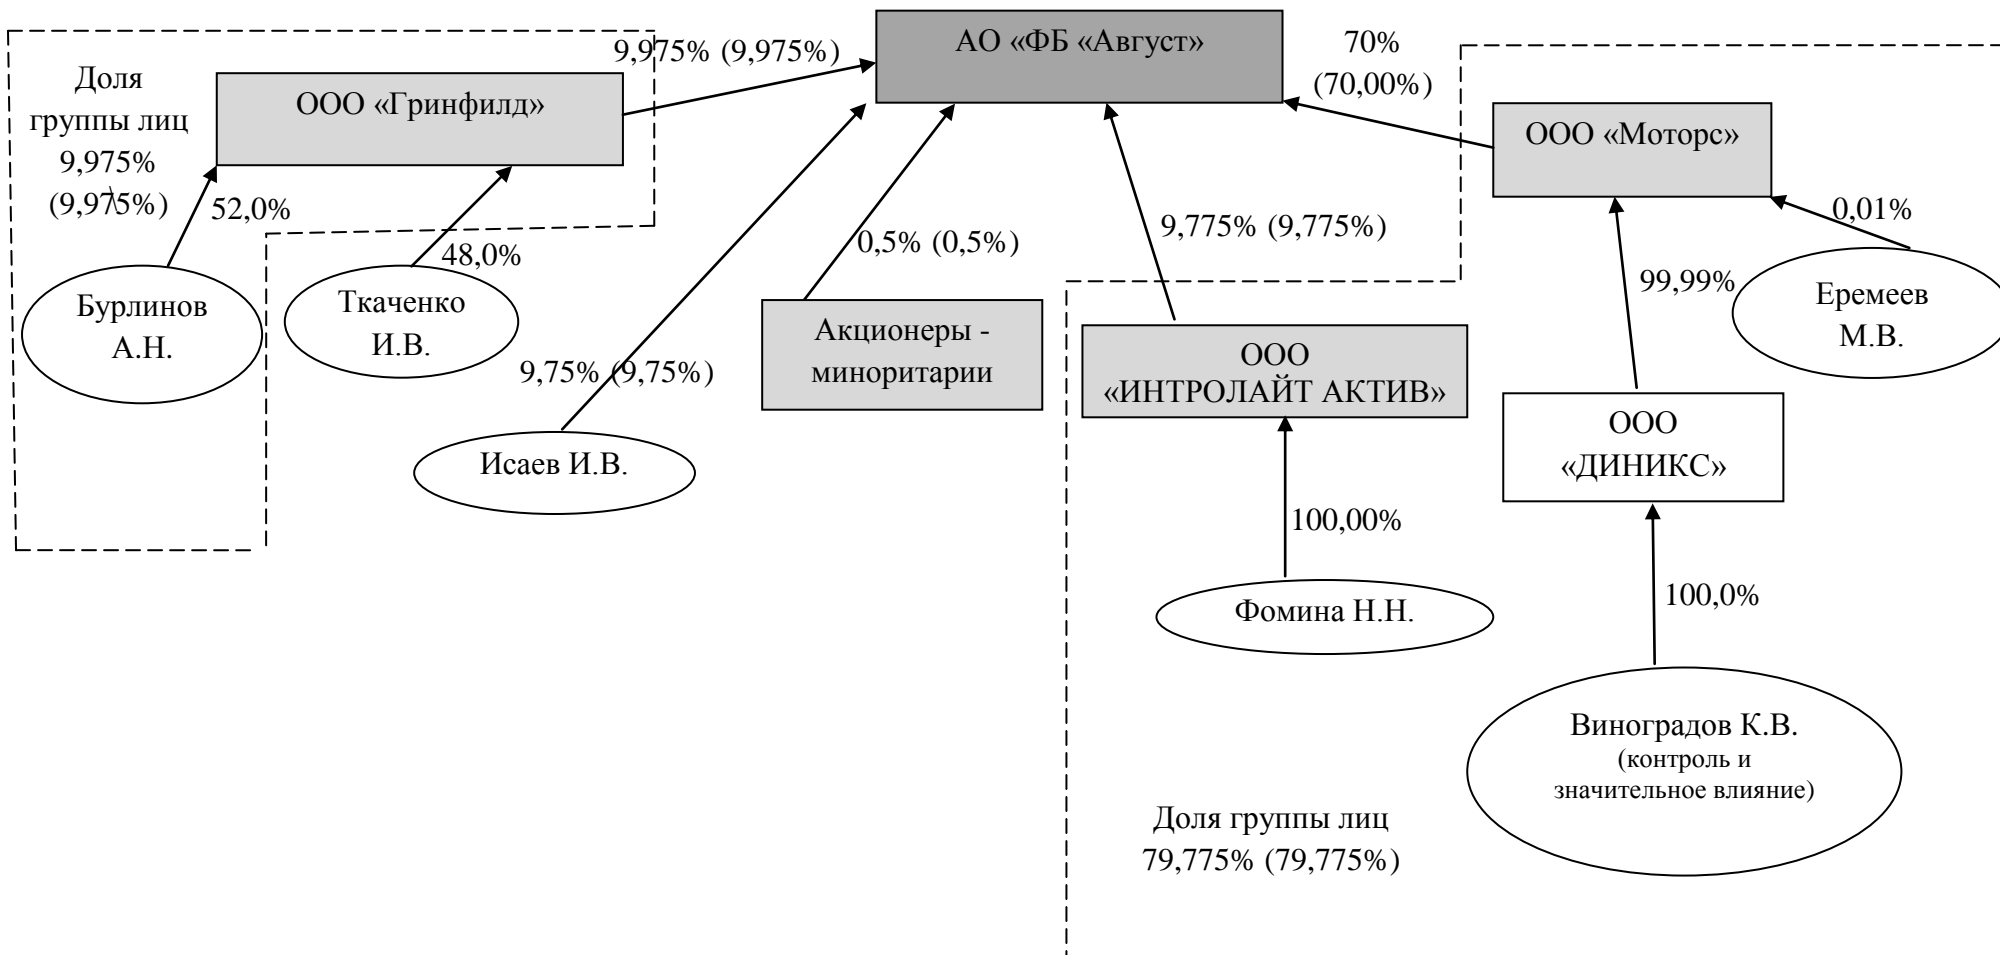 АО «ФБ «Август»
9,975% (9,975%)
70%
(70,00%)
Доля
группы лиц
9,975%
(9,975%)
\
ООО «Гринфилд»
ООО «Моторс»
52,0%
48,0%
0,5% (0,5%)
9,775% (9,775%)
0,01%
99,99%
Бурлинов
А.Н.
Ткаченко
И.В.
9,75% (9,75%)
Акционеры -
миноритарии
ООО
«ИНТРОЛАЙТ АКТИВ»
Еремеев
М.В.
Исаев И.В.
ООО
«ДИНИКС»
100,00%
100,0%
Фомина Н.Н.
Виноградов К.В.
(контроль и
значительное влияние)
Доля группы лиц
79,775% (79,775%)